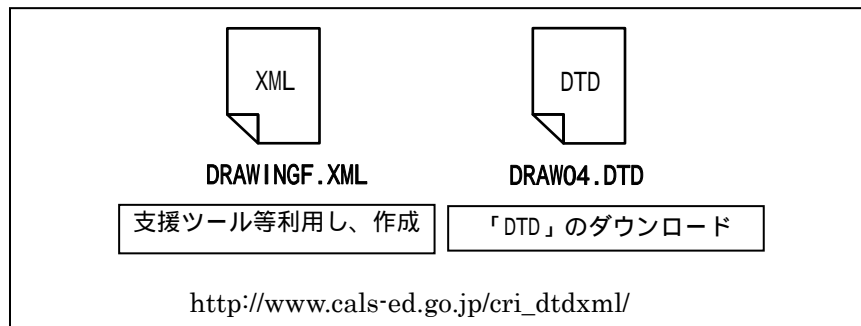 XML
DTD
DRAWINGF.XML
DRAW04.DTD
支援ツール等利用し、作成
「DTD」のダウンロード
http://www.cals-ed.go.jp/cri_dtdxml/